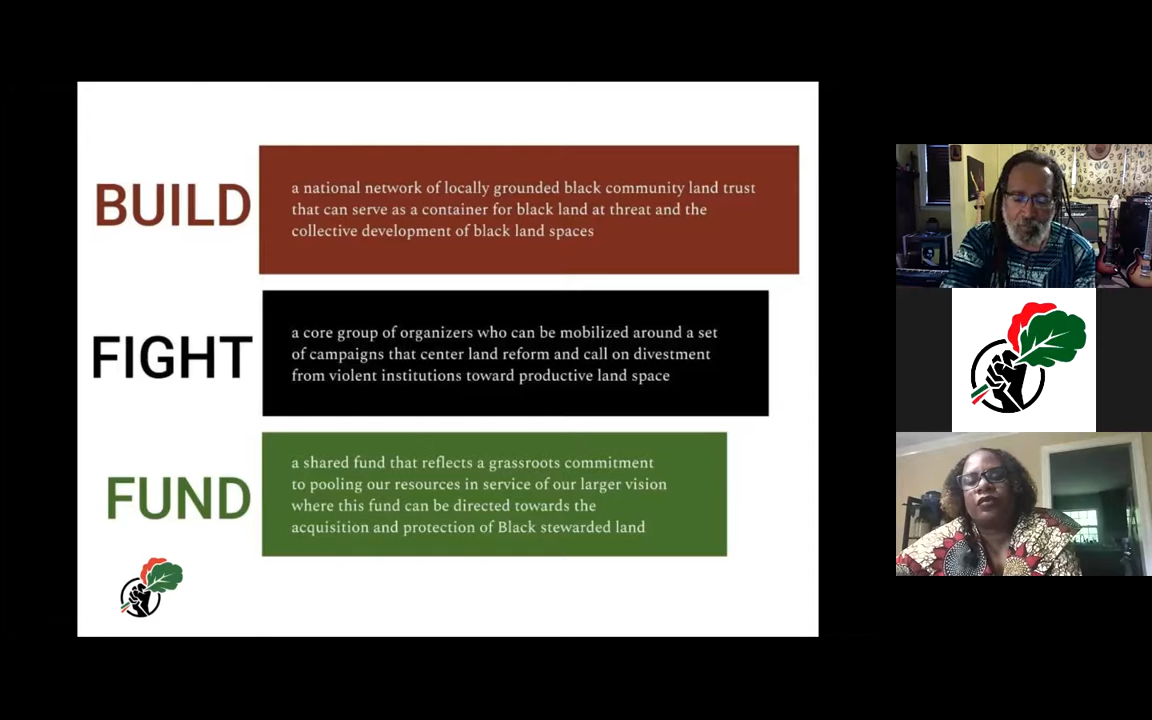 BUILD
a national network of locally grounded black community land trust
that can serve as a container for black land at threat and the
collective development of black land spaces
FIGHT
a core group of organizers who can be mobilized around a set
of campaigns that center land reform and call on divestment
from violent institutions toward productive land space
FUND
a shared fund that reflects a grassroots commitment
to pooling our resources in service of our larger vision
where this fund can be directed towards the
acquisition and protection of Black stewarded land